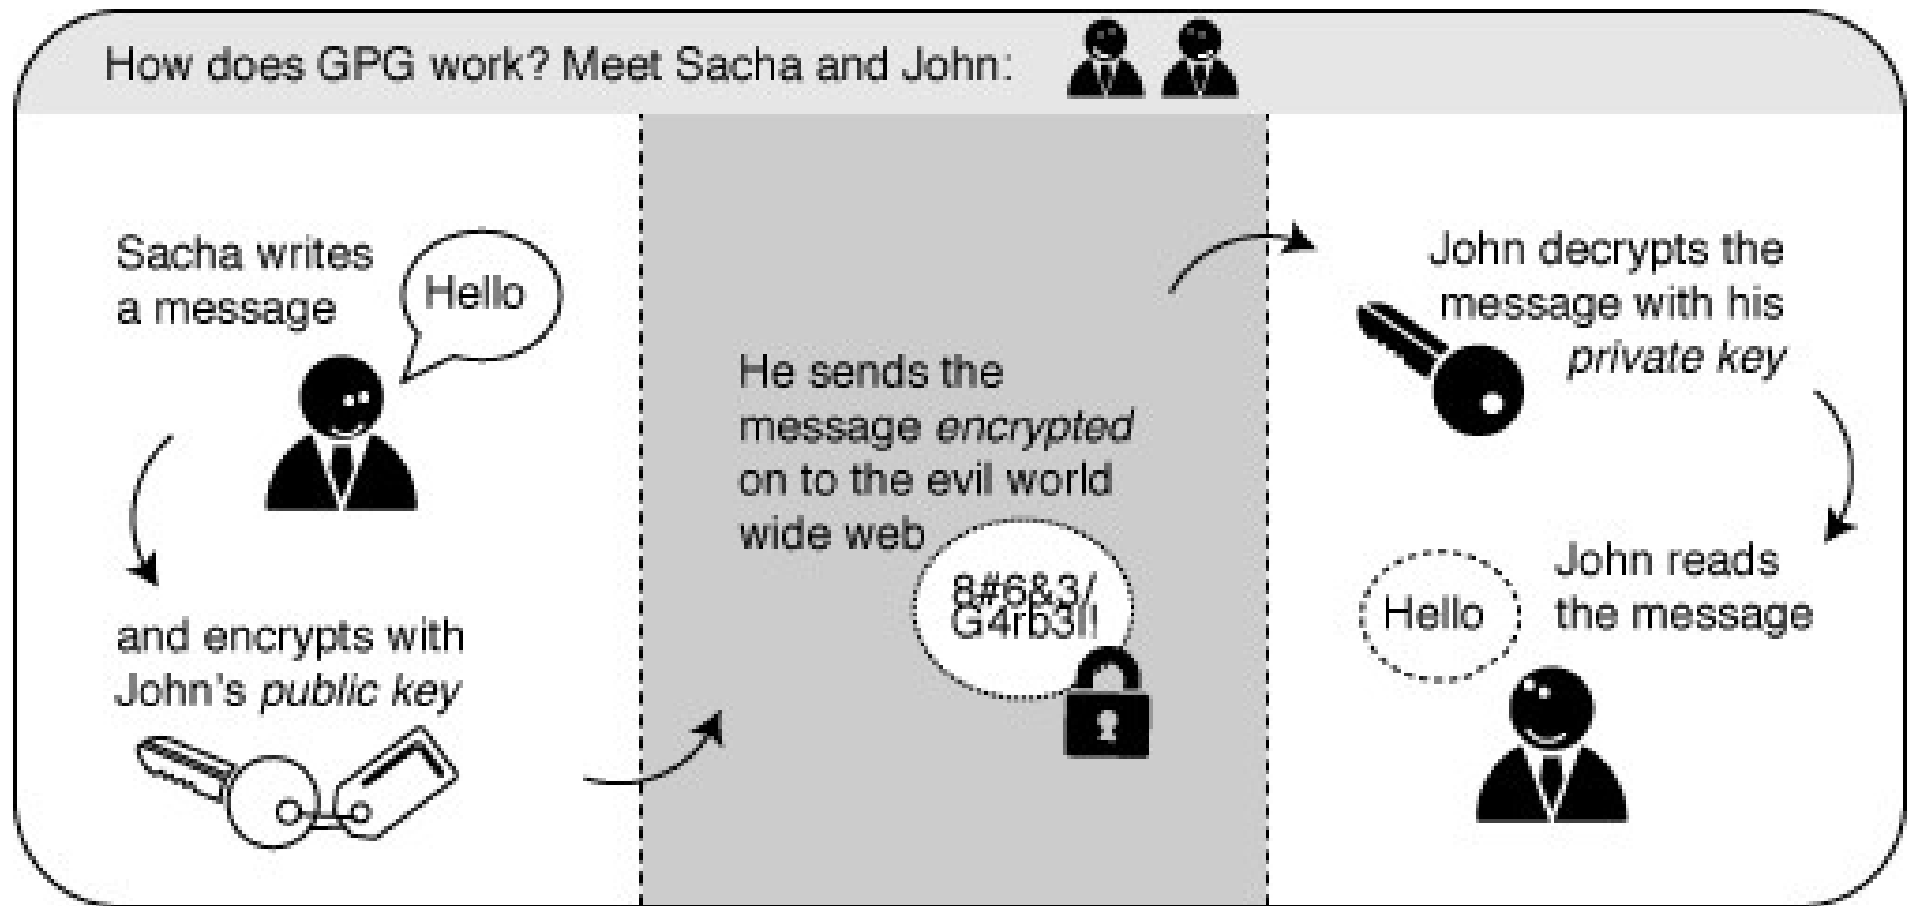 How does GPG work? Meet Sacha and John:
Sacha writes
a message
Hello
and encrypts with
John's public key
He sends the
message encrypted
on to the evil world
wide web
8#6&3/
G4rb3l!
John decrypts the
message with his
private key
John reads
the message
Hello